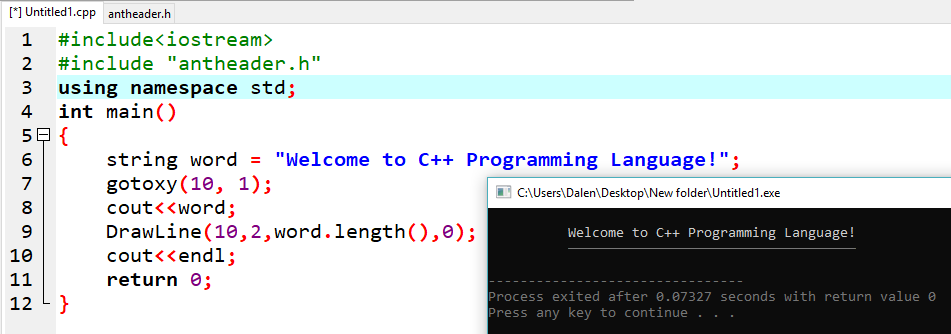 [*] Untitled1.cpp antheader.h
1 #include<iostream>
2 #include "antheader.h"
3 using namespace std;
4 int main()
5 {
6 string word = "Welcome to C++ Programming Language!";
7 gotoxy(10, 1);
8 cout<<word;
9 DrawLine(10,2,word.length(),0);
10 cout<<endl;
11 return 0;
12 }
C:\Users\Dalen\Desktop\New folder\Untitled1.exe
Welcome to C++ Programming Language!
--------------------------------
Process exited after 0.07327 seconds with return value 0
Press any key to continue . . .